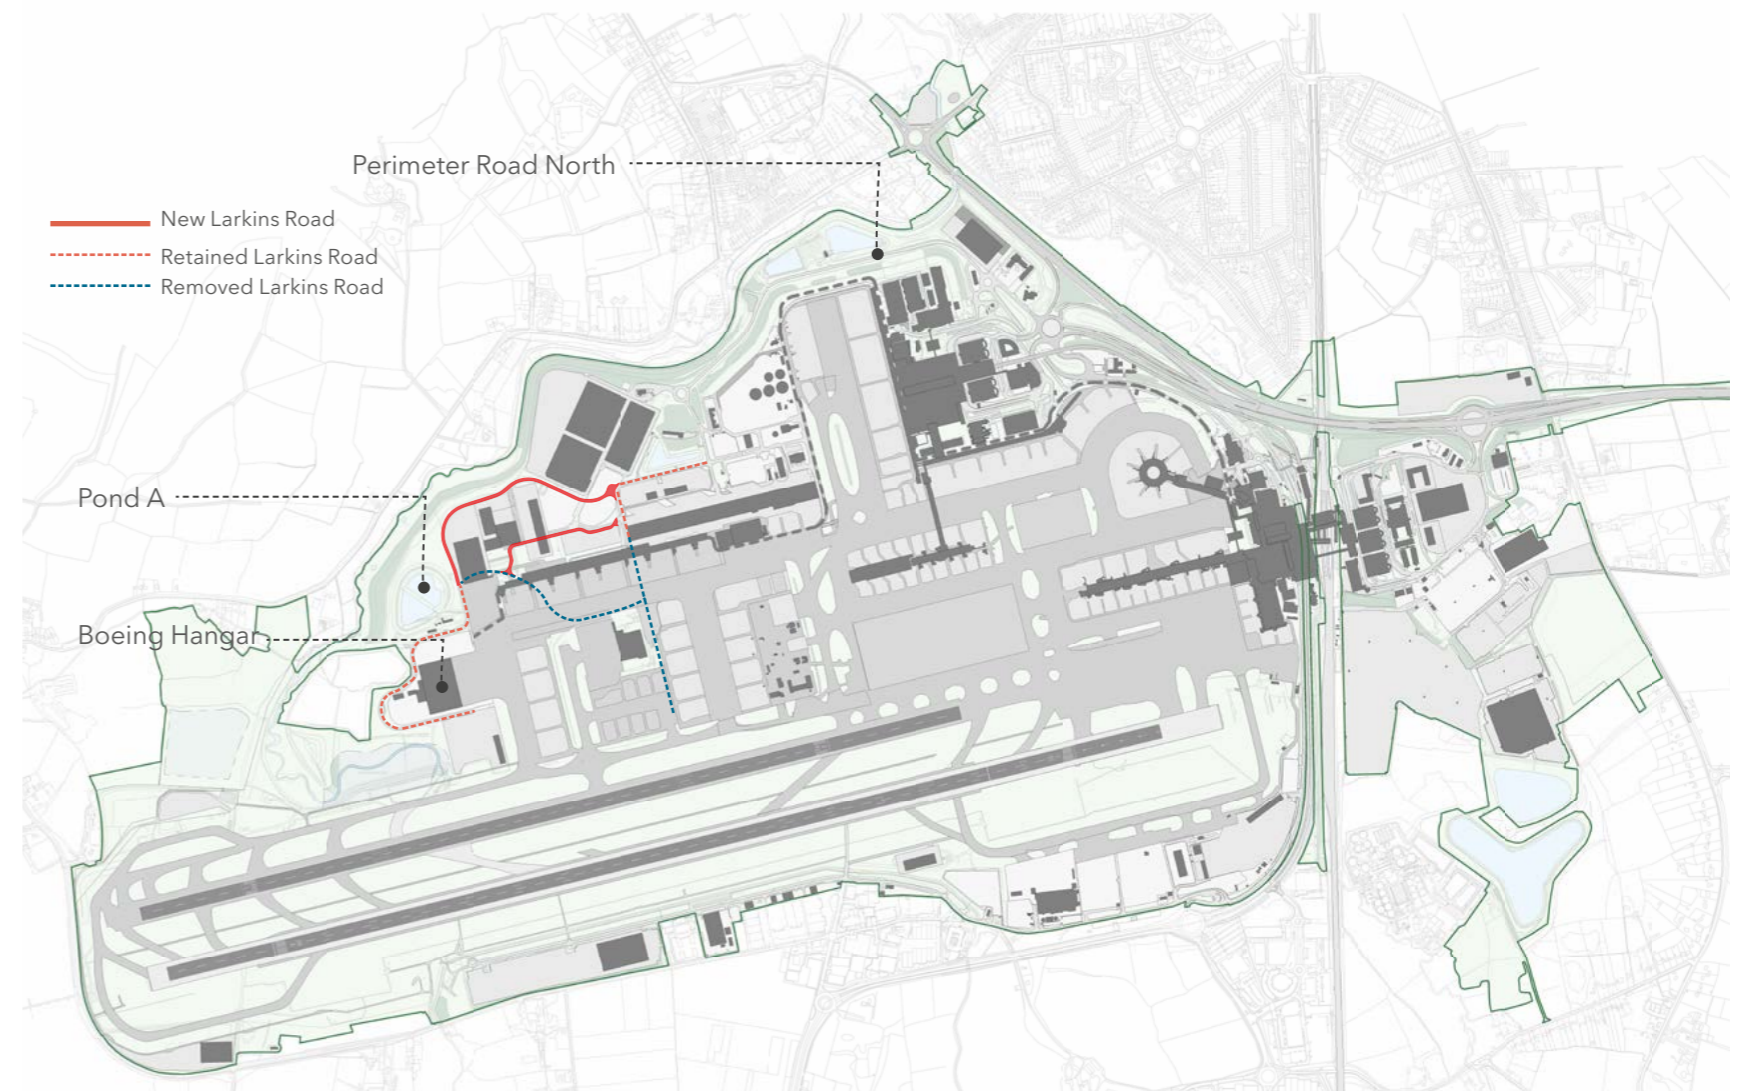 Perimeter Road North
New Larkins Road
Retained Larkins Road
Removed Larkins Road
Pond A
Boeing Hangar